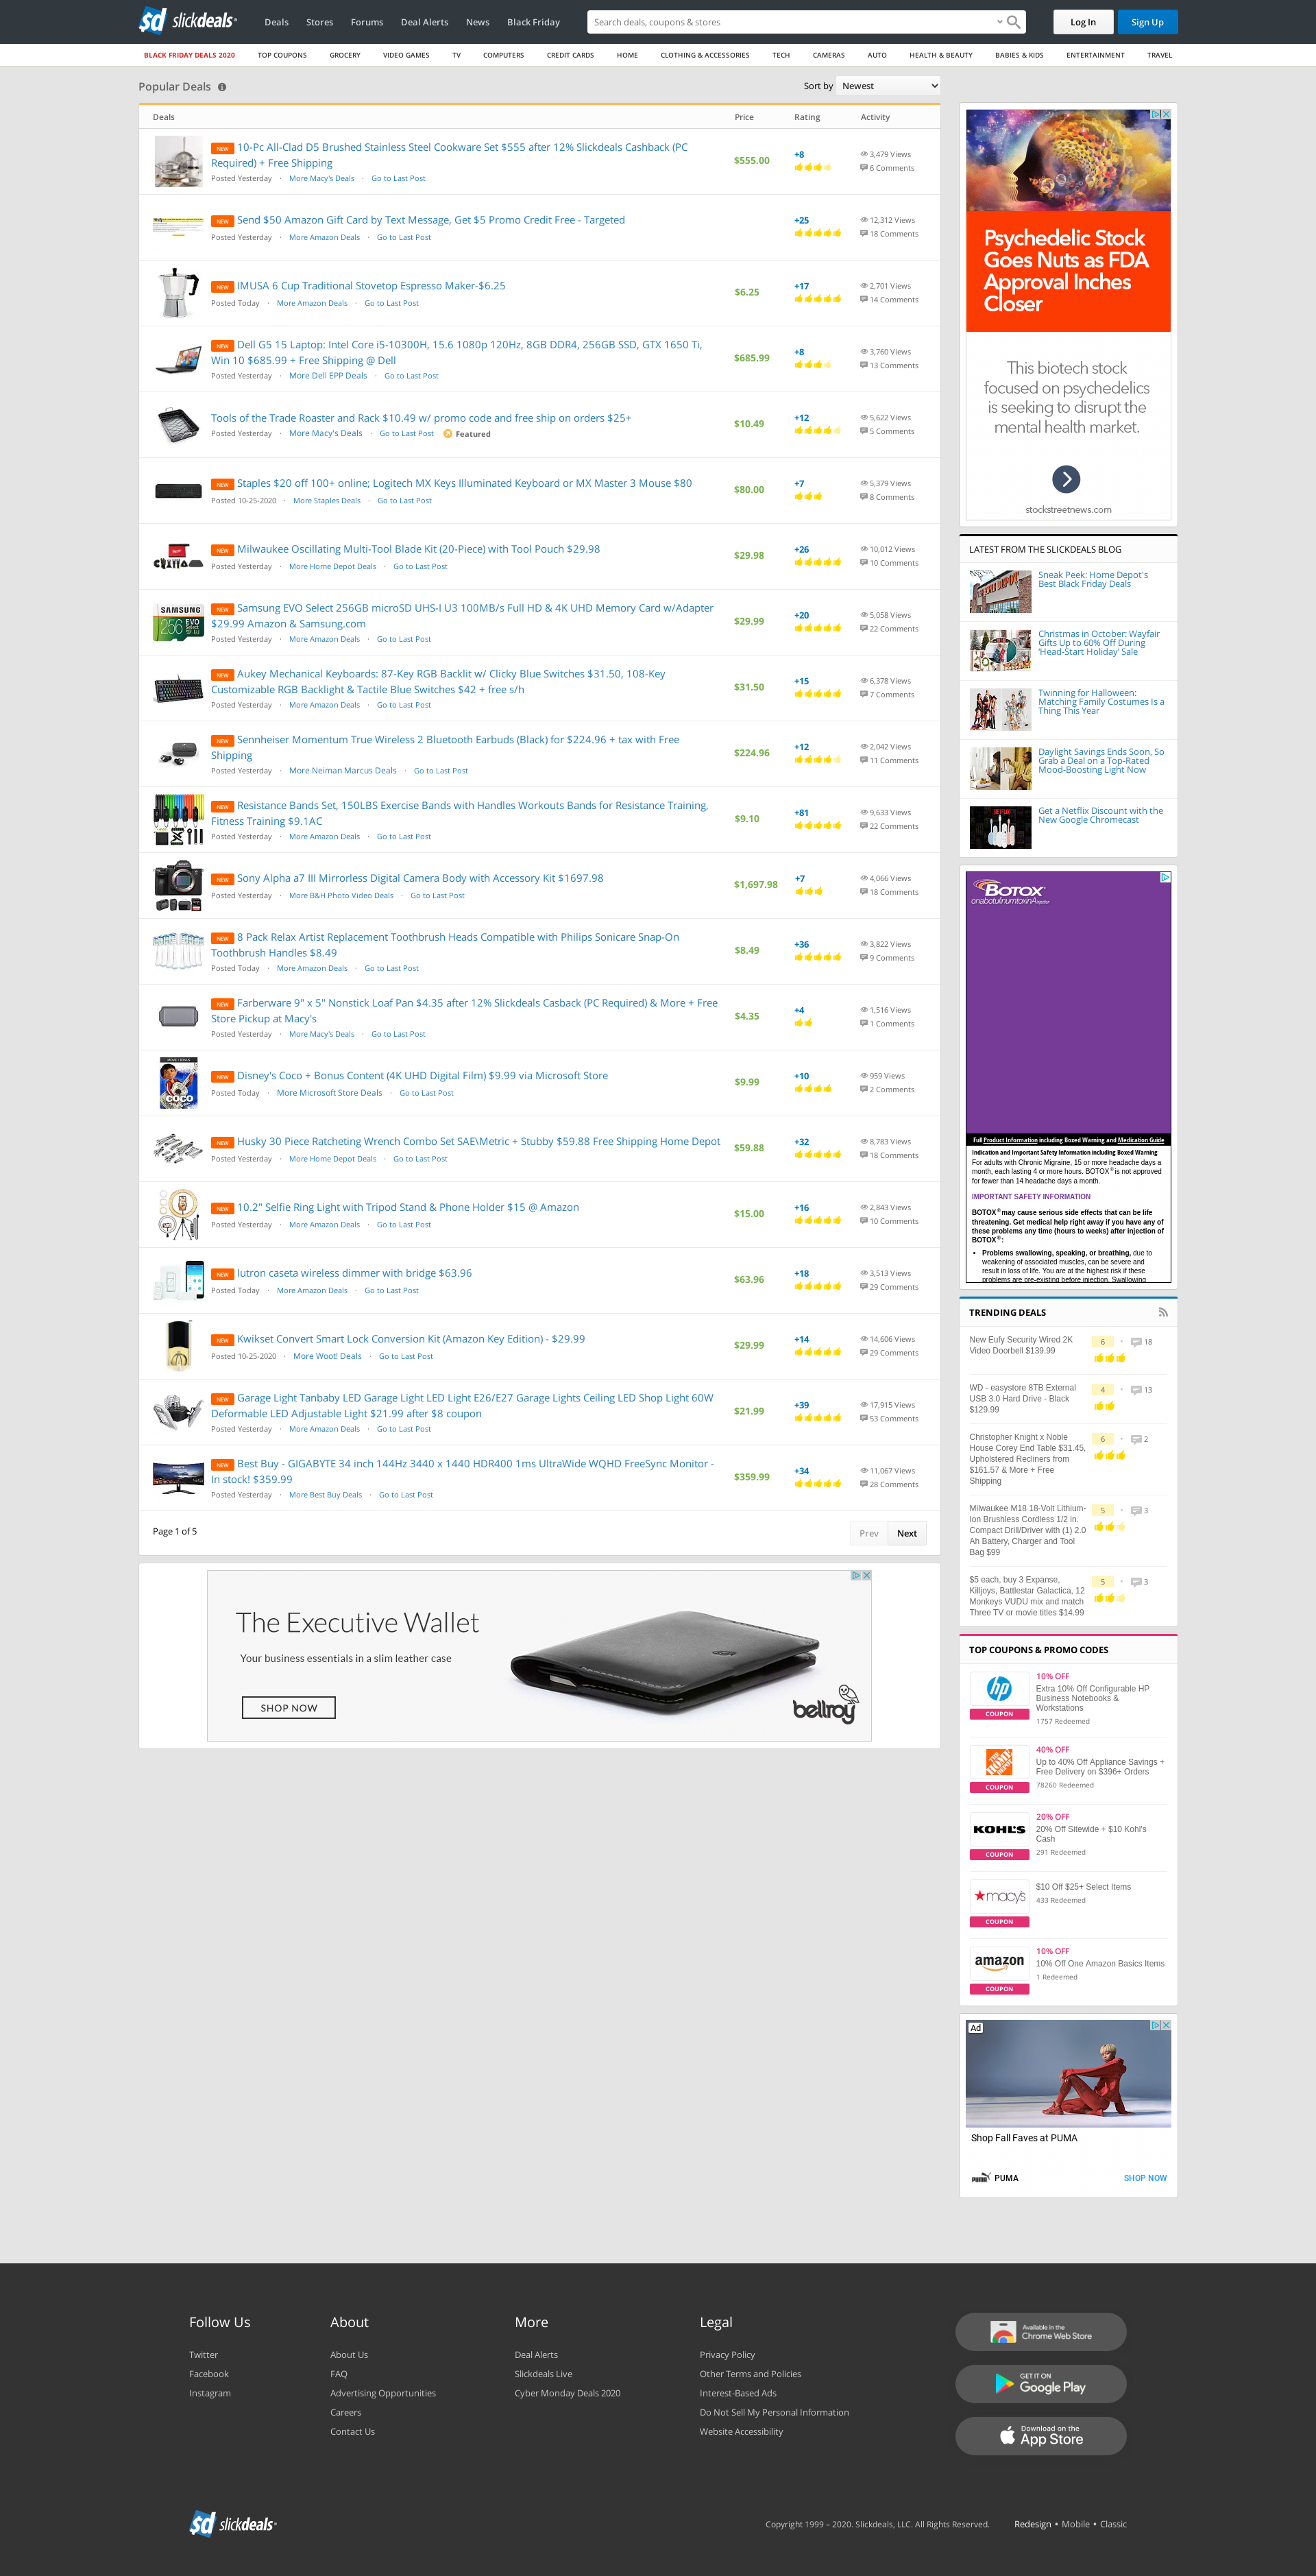 slickdeals
Deals Stores Forums Deal Alerts News Black Friday
Search deals, coupons & stores
Log In
Sign Up
BLACK FRIDAY DEALS 2020 TOP COUPONS GROCERY VIDEO GAMES TV COMPUTERS CREDIT CARDS HOME CLOTHING & ACCESSORIES TECH CAMERAS AUTO HEALTH & BEAUTY BABIES & KIDS ENTERTAINMENT TRAVEL
Popular Deals
Sort by Newest
Deals Price Rating Activity
NEW 10-Pc All-Clad D5 Brushed Stainless Steel Cookware Set $555 after 12% Slickdeals Cashback (PC
Required) + Free Shipping
Posted Yesterday · More Macy's Deals · Go to Last Post
$555.00
+8
3,479 Views
6 Comments
NEW Send $50 Amazon Gift Card by Text Message, Get $5 Promo Credit Free - Targeted
Posted Yesterday · More Amazon Deals · Go to Last Post
+25
12,312 Views
18 Comments
NEW IMUSA 6 Cup Traditional Stovetop Espresso Maker-$6.25
Posted Today · More Amazon Deals · Go to Last Post
$6.25
+17
2,701 Views
14 Comments
NEW Dell G5 15 Laptop: Intel Core i5-10300H, 15.6 1080p 120Hz, 8GB DDR4, 256GB SSD, GTX 1650 Ti,
Win 10 $685.99 + Free Shipping @ Dell
Posted Yesterday · More Dell EPP Deals · Go to Last Post
$685.99
+8
3,760 Views
13 Comments
Tools of the Trade Roaster and Rack $10.49 w/ promo code and free ship on orders $25+
Posted Yesterday · More Macy's Deals · Go to Last Post Featured
$10.49
+12
5,622 Views
5 Comments
NEW Staples $20 off 100+ online; Logitech MX Keys Illuminated Keyboard or MX Master 3 Mouse $80
Posted 10-25-2020 · More Staples Deals · Go to Last Post
$80.00
+7
5,379 Views
8 Comments
NEW Milwaukee Oscillating Multi-Tool Blade Kit (20-Piece) with Tool Pouch $29.98
Posted Yesterday · More Home Depot Deals · Go to Last Post
$29.98
+26
10,012 Views
10 Comments
SAMSUNG
256 EVO Select
NEW Samsung EVO Select 256GB microSD UHS-I U3 100MB/s Full HD & 4K UHD Memory Card w/Adapter
$29.99 Amazon & Samsung.com
Posted Yesterday · More Amazon Deals · Go to Last Post
$29.99
+20
5,058 Views
22 Comments
NEW Aukey Mechanical Keyboards: 87-Key RGB Backlit w/ Clicky Blue Switches $31.50, 108-Key
Customizable RGB Backlight & Tactile Blue Switches $42 + free s/h
Posted Yesterday · More Amazon Deals · Go to Last Post
$31.50
+15
6,378 Views
7 Comments
NEW Sennheiser Momentum True Wireless 2 Bluetooth Earbuds (Black) for $224.96 + tax with Free
Shipping
Posted Yesterday · More Neiman Marcus Deals · Go to Last Post
$224.96
+12
2,042 Views
11 Comments
NEW Resistance Bands Set, 150LBS Exercise Bands with Handles Workouts Bands for Resistance Training,
Fitness Training $9.1AC
Posted Yesterday · More Amazon Deals · Go to Last Post
$9.10
+81
9,633 Views
22 Comments
NEW Sony Alpha a7 III Mirrorless Digital Camera Body with Accessory Kit $1697.98
Posted Yesterday · More B&H Photo Video Deals · Go to Last Post
$1,697.98
+7
4,066 Views
18 Comments
NEW 8 Pack Relax Artist Replacement Toothbrush Heads Compatible with Philips Sonicare Snap-On
Toothbrush Handles $8.49
Posted Today · More Amazon Deals · Go to Last Post
$8.49
+36
3,822 Views
9 Comments
NEW Farberware 9" x 5" Nonstick Loaf Pan $4.35 after 12% Slickdeals Casback (PC Required) & More + Free
Store Pickup at Macy's
Posted Yesterday · More Macy's Deals · Go to Last Post
$4.35
+4
1,516 Views
1 Comments
COCO
NEW Disney's Coco + Bonus Content (4K UHD Digital Film) $9.99 via Microsoft Store
Posted Today · More Microsoft Store Deals · Go to Last Post
$9.99
+10
959 Views
2 Comments
NEW Husky 30 Piece Ratcheting Wrench Combo Set SAE\Metric + Stubby $59.88 Free Shipping Home Depot
Posted Yesterday · More Home Depot Deals · Go to Last Post
$59.88
+32
8,783 Views
18 Comments
NEW 10.2" Selfie Ring Light with Tripod Stand & Phone Holder $15 @ Amazon
Posted Yesterday · More Amazon Deals · Go to Last Post
$15.00
+16
2,843 Views
10 Comments
NEW lutron caseta wireless dimmer with bridge $63.96
Posted Today · More Amazon Deals · Go to Last Post
$63.96
+18
3,513 Views
29 Comments
NEW Kwikset Convert Smart Lock Conversion Kit (Amazon Key Edition) - $29.99
Posted 10-25-2020 · More Woot! Deals · Go to Last Post
$29.99
+14
14,606 Views
29 Comments
NEW Garage Light Tanbaby LED Garage Light LED Light E26/E27 Garage Lights Ceiling LED Shop Light 60W
Deformable LED Adjustable Light $21.99 after $8 coupon
Posted Yesterday · More Amazon Deals · Go to Last Post
$21.99
+39
17,915 Views
53 Comments
NEW Best Buy - GIGABYTE 34 inch 144Hz 3440 x 1440 HDR400 1ms UltraWide WQHD FreeSync Monitor -
In stock! $359.99
Posted Yesterday · More Best Buy Deals · Go to Last Post
$359.99
+34
11,067 Views
28 Comments
Page 1 of 5
Prev Next
The Executive Wallet
Your business essentials in a slim leather case
SHOP NOW
bellroy
Psychedelic Stock
Goes Nuts as FDA
Approval Inches
Closer
This biotech stock
focused on psychedelics
is seeking to disrupt the
mental health market.
stockstreetnews.com
LATEST FROM THE SLICKDEALS BLOG
Sneak Peek: Home Depot's
Best Black Friday Deals
Christmas in October: Wayfair
Gifts Up to 60% Off During
'Head-Start Holiday' Sale
Twinning for Halloween:
Matching Family Costumes Is a
Thing This Year
Daylight Savings Ends Soon, So
Grab a Deal on a Top-Rated
Mood-Boosting Light Now
NETFLIX
Get a Netflix Discount with the
New Google Chromecast
BOTOX
onabotulinumtoxinA injection
Full Product Information including Boxed Warning and Medication Guide
Indication and Important Safety Information including Boxed Warning
For adults with Chronic Migraine, 15 or more headache days a
month, each lasting 4 or more hours. BOTOX® is not approved
for fewer than 14 headache days a month.
IMPORTANT SAFETY INFORMATION
BOTOX® may cause serious side effects that can be life
threatening. Get medical help right away if you have any of
these problems any time (hours to weeks) after injection of
BOTOX®:
• Problems swallowing, speaking, or breathing, due to
weakening of associated muscles, can be severe and
result in loss of life. You are at the highest risk if these
problems are pre-existing before injection. Swallowing
TRENDING DEALS
New Eufy Security Wired 2K
Video Doorbell $139.99
6 • 18
WD - easystore 8TB External
USB 3.0 Hard Drive - Black
$129.99
4 • 13
Christopher Knight x Noble
House Corey End Table $31.45,
Upholstered Recliners from
$161.57 & More + Free
Shipping
6 • 2
Milwaukee M18 18-Volt Lithium-
Ion Brushless Cordless 1/2 in.
Compact Drill/Driver with (1) 2.0
Ah Battery, Charger and Tool
Bag $99
5 • 3
$5 each, buy 3 Expanse,
Killjoys, Battlestar Galactica, 12
Monkeys VUDU mix and match
Three TV or movie titles $14.99
5 • 3
TOP COUPONS & PROMO CODES
hp
COUPON
10% OFF
Extra 10% Off Configurable HP
Business Notebooks &
Workstations
1757 Redeemed
COUPON
40% OFF
Up to 40% Off Appliance Savings +
Free Delivery on $396+ Orders
78260 Redeemed
KOHL'S
COUPON
20% OFF
20% Off Sitewide + $10 Kohl's
Cash
291 Redeemed
macy's
COUPON
$10 Off $25+ Select Items
433 Redeemed
amazon
COUPON
10% OFF
10% Off One Amazon Basics Items
1 Redeemed
Ad
Shop Fall Faves at PUMA
PUMA
SHOP NOW
Follow Us
Twitter
Facebook
Instagram
About
About Us
FAQ
Advertising Opportunities
Careers
Contact Us
More
Deal Alerts
Slickdeals Live
Cyber Monday Deals 2020
Legal
Privacy Policy
Other Terms and Policies
Interest-Based Ads
Do Not Sell My Personal Information
Website Accessibility
Available in the
Chrome Web Store
GET IT ON
Google Play
Download on the
App Store
slickdeals
Copyright 1999 – 2020. Slickdeals, LLC. All Rights Reserved.
Redesign • Mobile • Classic